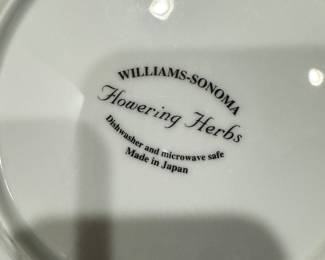 WILLIAMS-SONOMA
Flowering Herbs
Dishwasher and microwave safe
Made in Japan